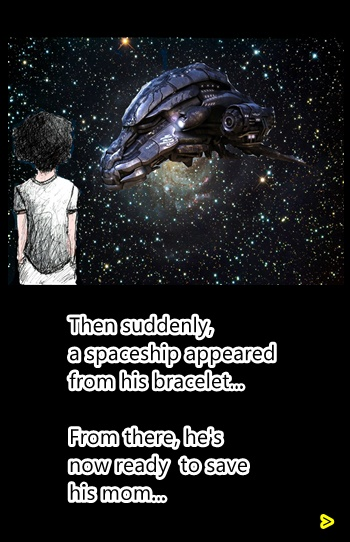 Then suddenly,
a spaceship appeared
from his bracelet...
From there, he's
now ready  to save
his mom...